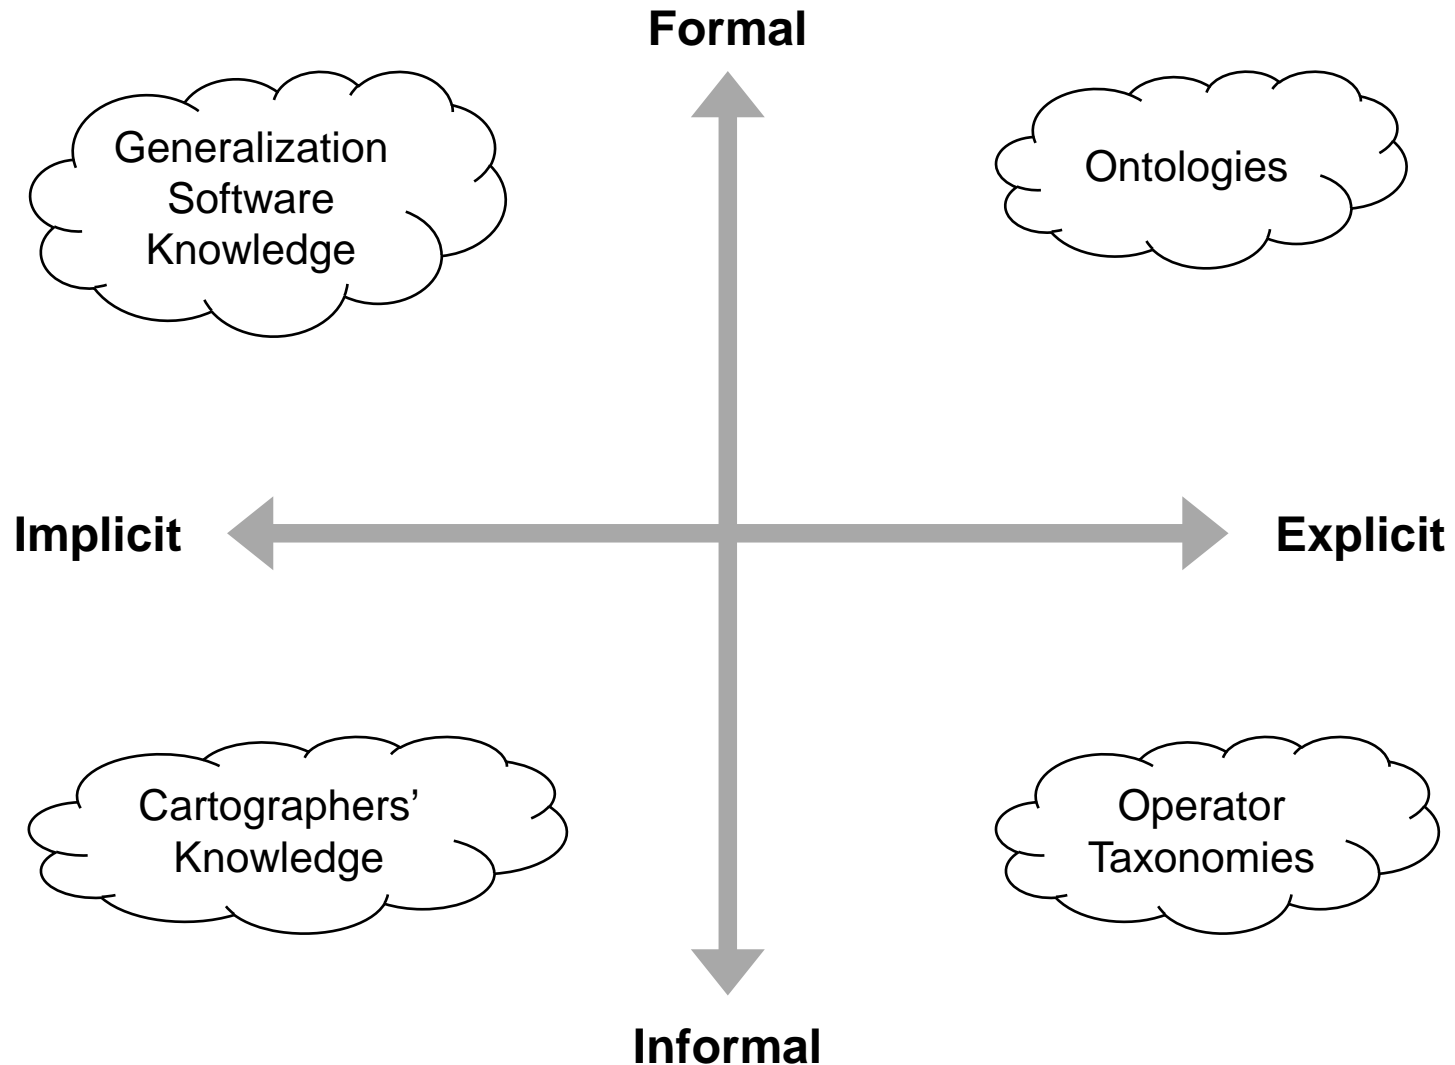 Formal
Generalization
Software
Knowledge
Ontologies
Implicit
Explicit
Cartographers’
Knowledge
Operator
Taxonomies
Informal